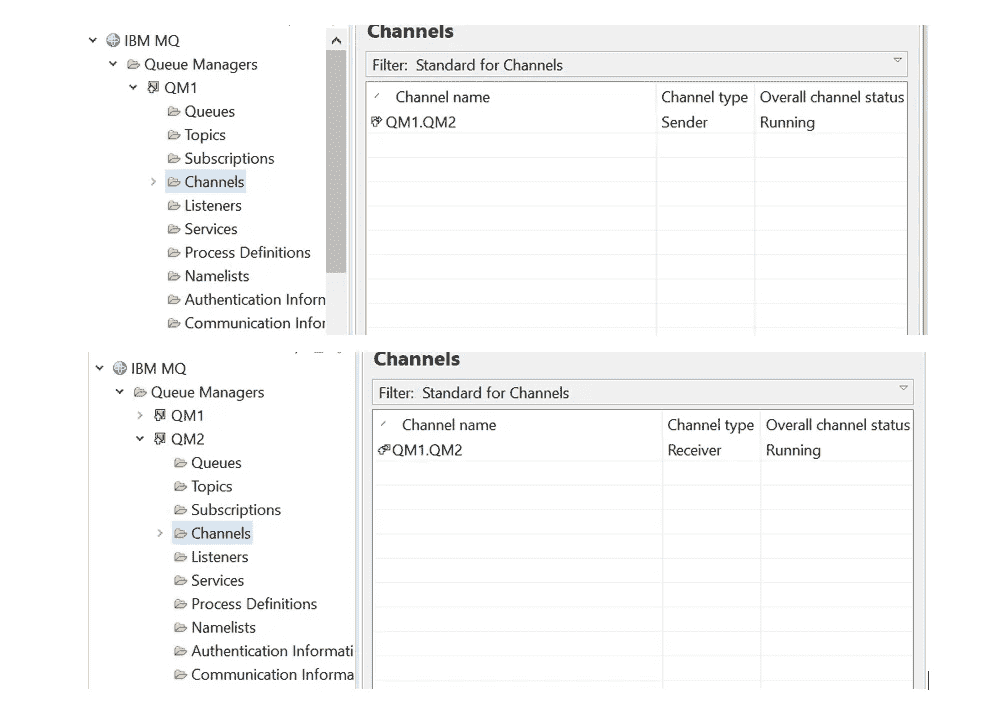 IBM MQ
Queue Managers
QM1
Queues
Topics
Subscriptions
Channels
Listeners
Services
Process Definitions
Namelists
Authentication Inforn
Communication Infor
Channels
Filter: Standard for Channels
Channel name Channel type Overall channel status
QM1.QM2 Sender Running
IBM MQ
Queue Managers
QM1
QM2
Queues
Topics
Subscriptions
Channels
Listeners
Services
Process Definitions
Namelists
Authentication Informati
Communication Informa
Channels
Filter: Standard for Channels
Channel name Channel type Overall channel status
QM1.QM2 Receiver Running